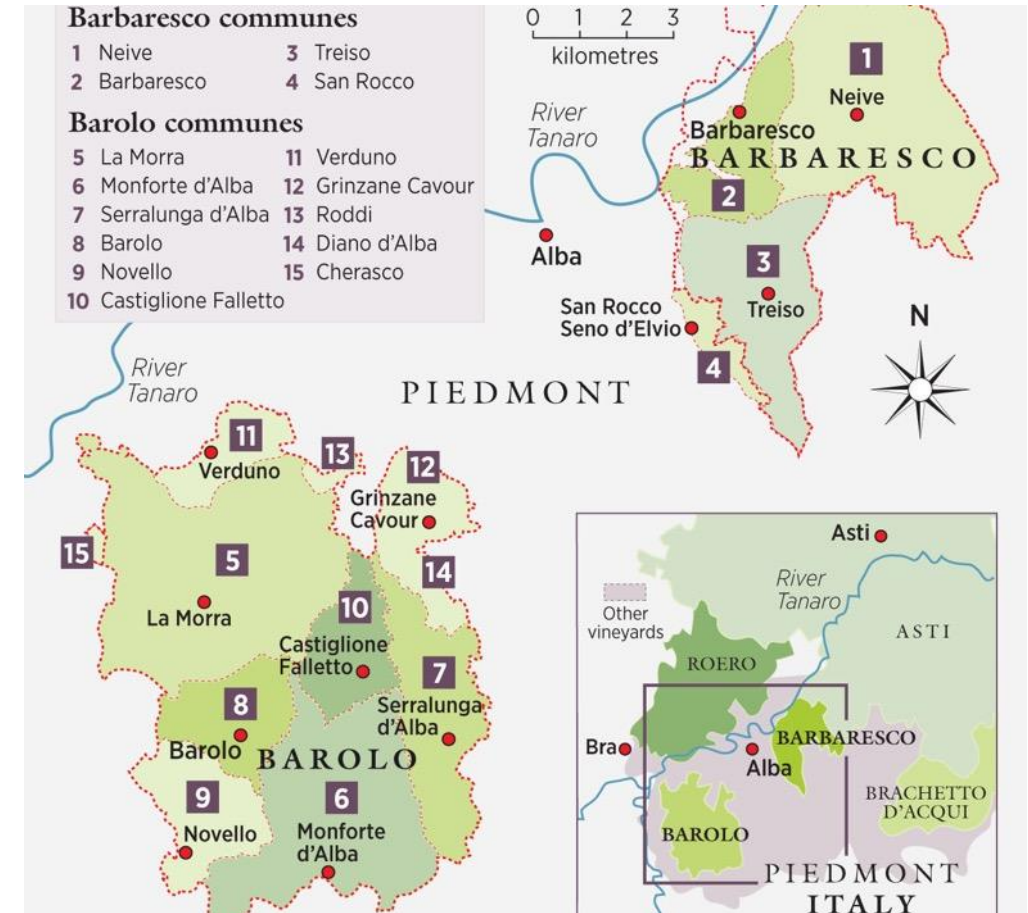 Barbaresco communes
1 Neive
2 Barbaresco
3 Treiso
4 San Rocco
Barolo communes
5 La Morra
6 Monforte d'Alba
7 Serralunga d'Alba
8 Barolo
9 Novello
10 Castiglione Falletto
11 Verduno
12 Grinzane Cavour
13 Roddi
14 Diano d'Alba
15 Cherasco
0 1 2 3
kilometres
River
Tanaro
1
Neive
Barbaresco
BARBARESCO
2
Alba
3
Treiso
San Rocco
Seno d'Elvio
4
N
River
Tanaro
PIEDMONT
11
Verduno
13
12
Grinzane
Cavour
15
5
La Morra
14
10
Castiglione
Falletto
7
Serralunga
d'Alba
8
Barolo
BAROLO
9
Novello
6
Monforte
d'Alba
Asti
River
Tanaro
Other
vineyards
ASTI
ROERO
BARBARESCO
Bra
Alba
BRACHETTO
D'ACQUI
BAROLO
PIEDMONT
ITALY